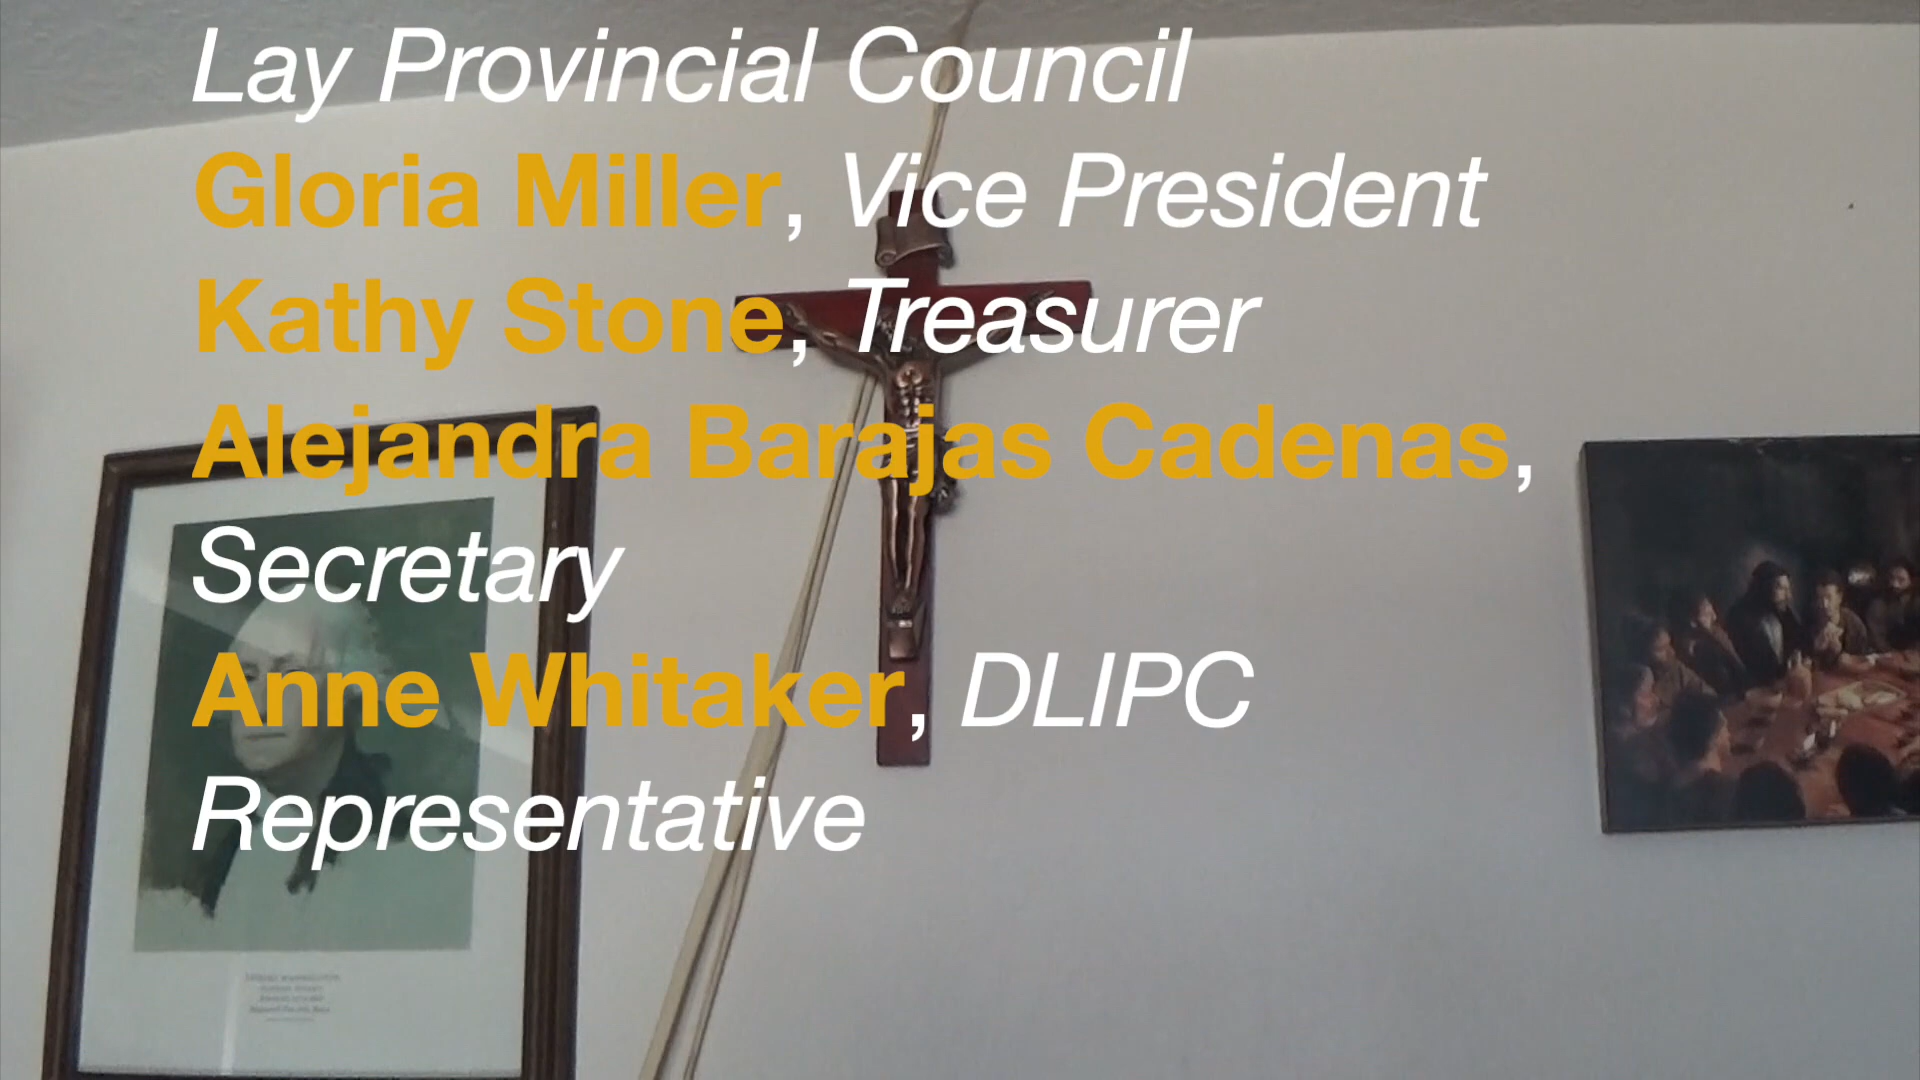 Lay Provincial Council
Gloria Miller, Vice President
Kathy Stone, Treasurer
Alejandra Barajas Cadenas,
Secretary
Anne Whitaker, DLIPC
Representative